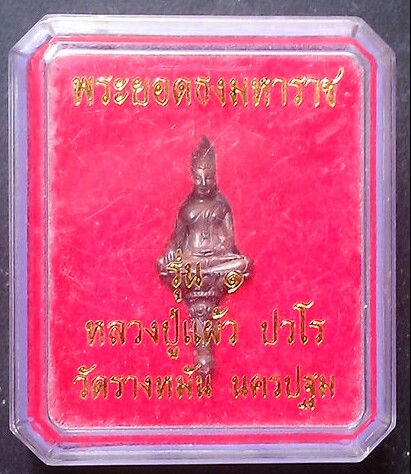 พระยอดธงมหาราช
รุ่น ๑
หลวงปู่แผ้ว ปวโร
วัดรางหมัน นครปฐม